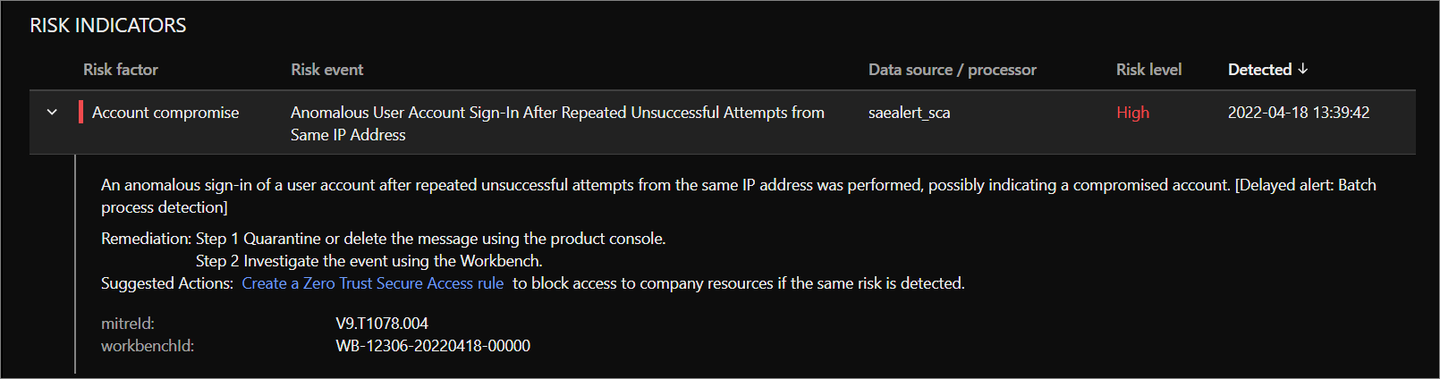 RISK INDICATORS
Risk factor Risk event Data source / processor Risk level Detected ↓
Account compromise Anomalous User Account Sign-In After Repeated Unsuccessful Attempts from saealert_sca High 2022-04-18 13:39:42
Same IP Address
An anomalous sign-in of a user account after repeated unsuccessful attempts from the same IP address was performed, possibly indicating a compromised account. [Delayed alert: Batch
process detection]
Remediation: Step 1 Quarantine or delete the message using the product console.
Step 2 Investigate the event using the Workbench.
Suggested Actions: Create a Zero Trust Secure Access rule to block access to company resources if the same risk is detected.
mitreId: V9.T1078.004
workbenchId: WB-12306-20220418-00000